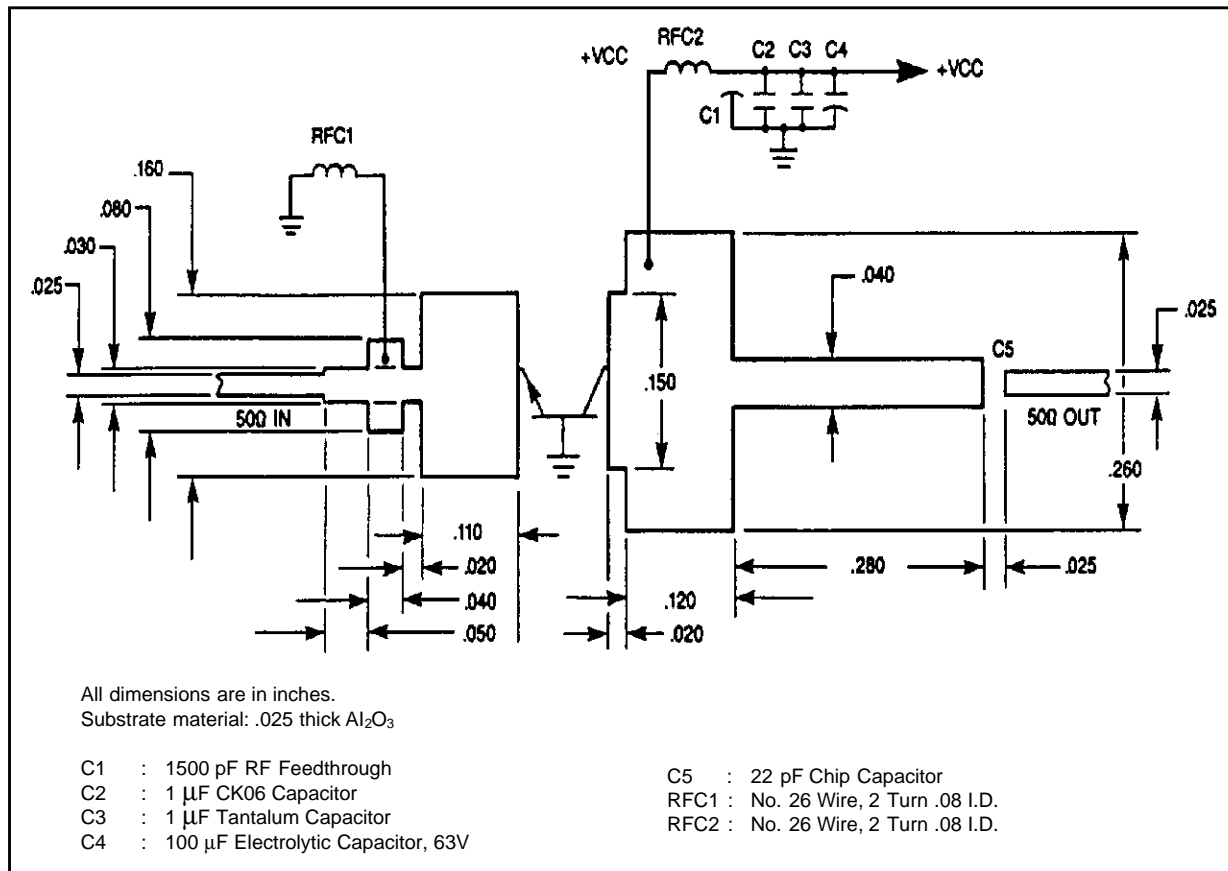 RFC2
C2 C3 C4
+VCC
+VCC
C1
RFC1
.160
.080
.030
.025
.040
.025
C5
.150
50Ω IN
50Ω OUT
.260
.110
.020
.040
.050
.280
.025
.120
.020
All dimensions are in inches.
Substrate material: .025 thick Al₂O₃
C1 : 1500 pF RF Feedthrough
C2 : 1 μF CK06 Capacitor
C3 : 1 μF Tantalum Capacitor
C4 : 100 μF Electrolytic Capacitor, 63V
C5 : 22 pF Chip Capacitor
RFC1 : No. 26 Wire, 2 Turn .08 I.D.
RFC2 : No. 26 Wire, 2 Turn .08 I.D.